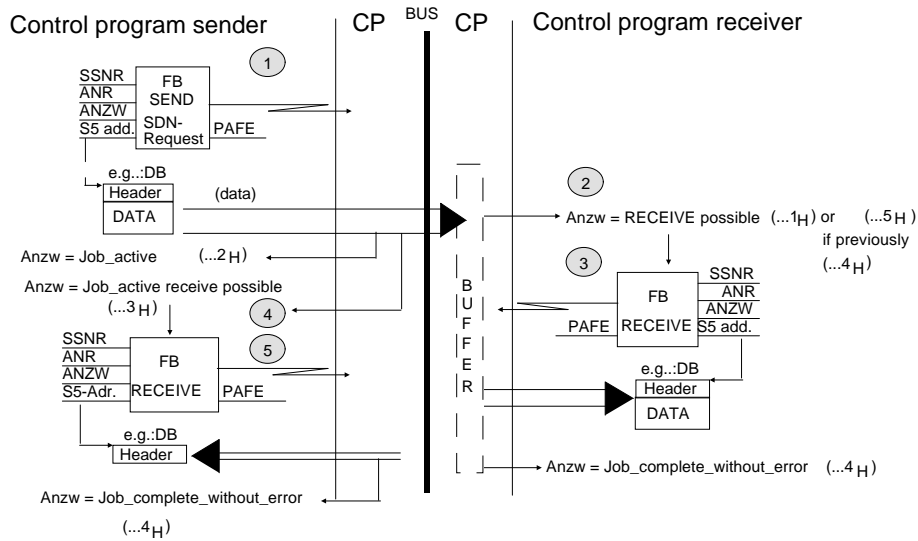 Control program sender
CP
BUS
CP
Control program receiver
1
SSNR
ANR
ANZW
S5 add.
FB
SEND
SDN-
Request
PAFE
e.g..:DB
Header
DATA
(data)
Anzw = Job_active (...2H)
Anzw = Job_active receive possible
(...3H)
4
5
SSNR
ANR
ANZW
S5-Adr.
FB
RECEIVE
PAFE
e.g.:DB
Header
Anzw = Job_complete_without_error
(...4H)
BUFFER
2
Anzw = RECEIVE possible (...1H) or (...5H)
if previously
(...4H)
3
FB
RECEIVE
PAFE
SSNR
ANR
ANZW
S5 add.
e.g.:DB
Header
DATA
Anzw = Job_complete_without_error (...4H)